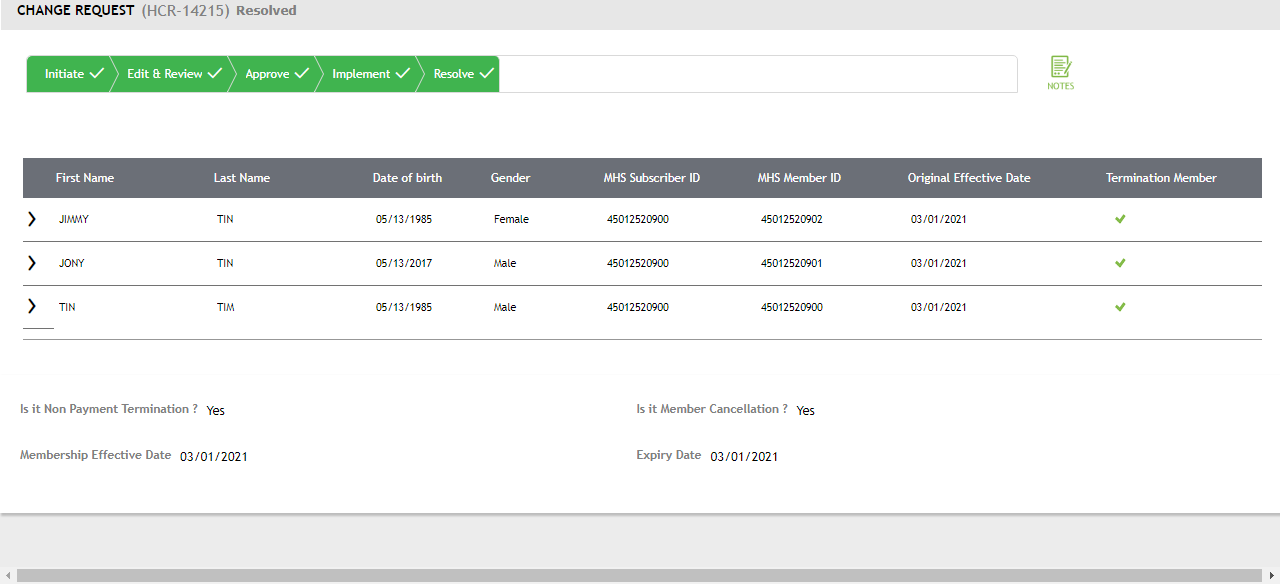 CHANGE REQUEST (HCR-14215) Resolved
Initiate Edit & Review Approve Implement Resolve
NOTES
First Name Last Name Date of birth Gender MHS Subscriber ID MHS Member ID Original Effective Date Termination Member
JIMMY TIN 05/13/1985 Female 45012520900 45012520902 03/01/2021
JONY TIN 05/13/2017 Male 45012520900 45012520901 03/01/2021
TIN TIM 05/13/1985 Male 45012520900 45012520900 03/01/2021
Is it Non Payment Termination ? Yes Is it Member Cancellation ? Yes
Membership Effective Date 03/01/2021 Expiry Date 03/01/2021